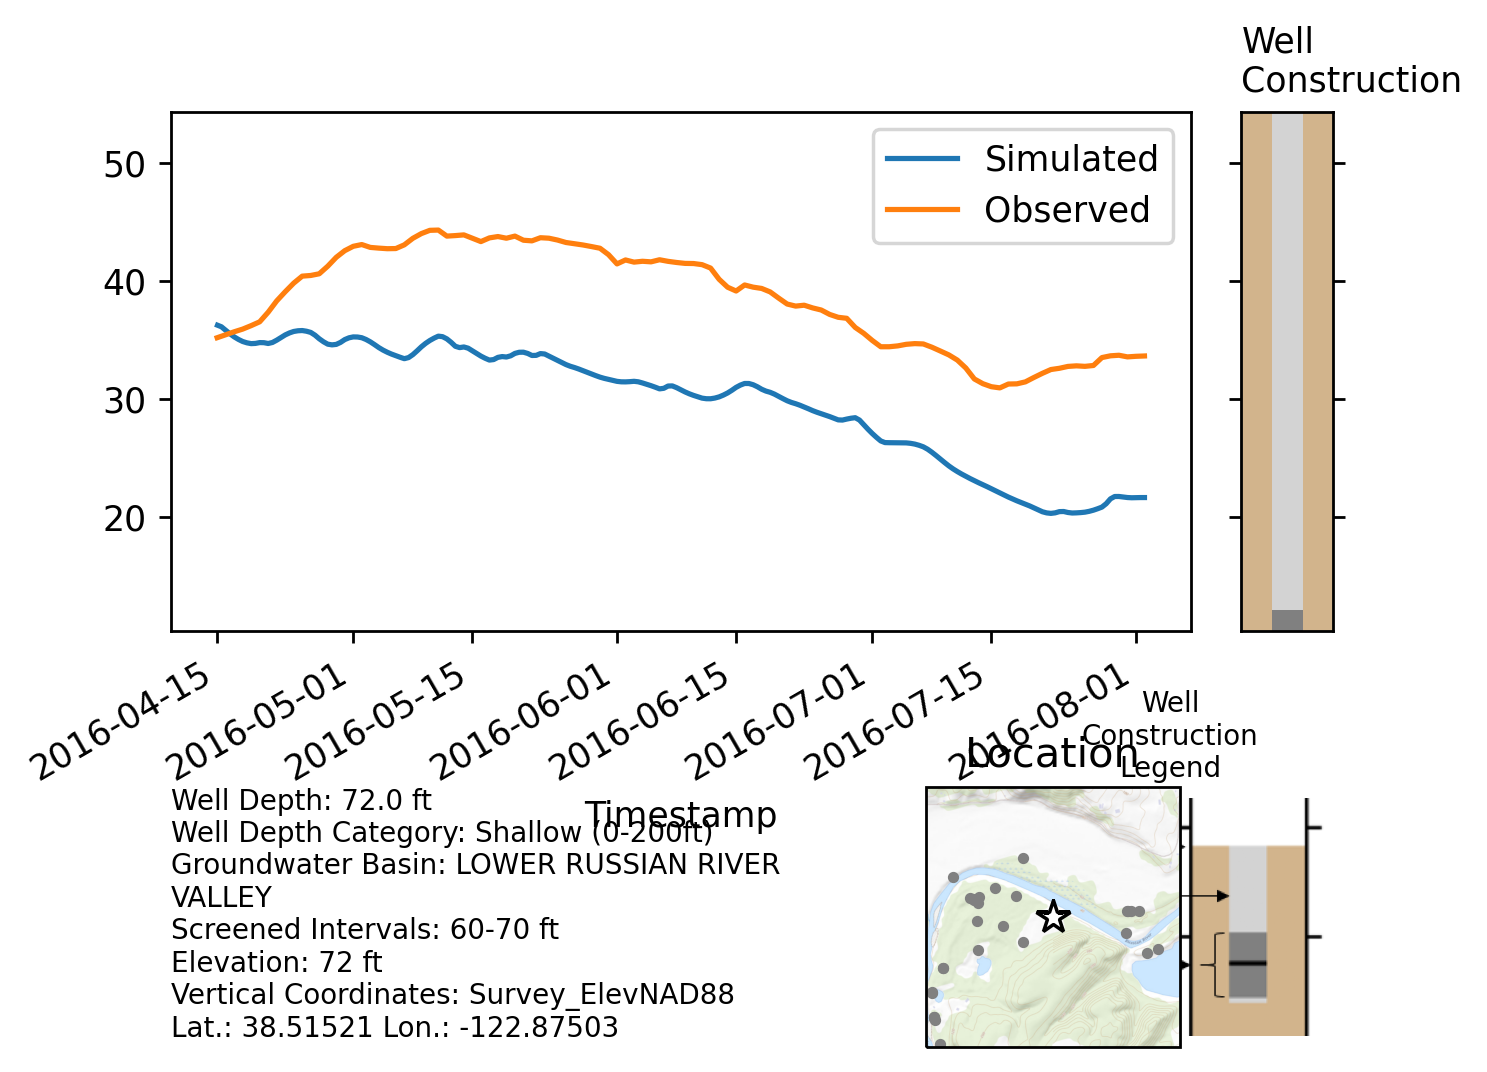 Well
Construction
50
40
30
20
Simulated
Observed
2016-04-15
2016-05-01
2016-05-15
2016-06-01
2016-06-15
2016-07-01
2016-07-15
2016-08-01
Timestamp
Well Depth: 72.0 ft
Well Depth Category: Shallow (0-200ft)
Groundwater Basin: LOWER RUSSIAN RIVER
VALLEY
Screened Intervals: 60-70 ft
Elevation: 72 ft
Vertical Coordinates: Survey_ElevNAD88
Lat.: 38.51521 Lon.: -122.87503
Location
Well
Construction
Legend